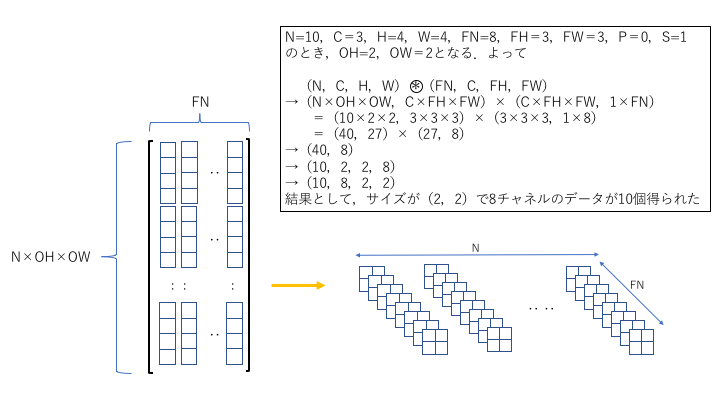 N=10，C＝3，H=4，W=4，FN=8，FH＝3，FW＝3，P＝0，S=1
のとき，OH=2，OW＝2となる．よって
（N，C，H，W）⊛（FN，C，FH，FW）
→（N×OH×OW，C×FH×FW）×（C×FH×FW，1×FN）
＝（10×2×2，3×3×3）×（3×3×3，1×8）
＝（40，27）×（27，8）
→（40，8）
→（10，2，2，8）
→（10，8，2，2）
結果として，サイズが（2，2）で8チャネルのデータが10個得られた
FN
N×OH×OW
‥
‥
: :
:
‥
N
FN
‥ ‥